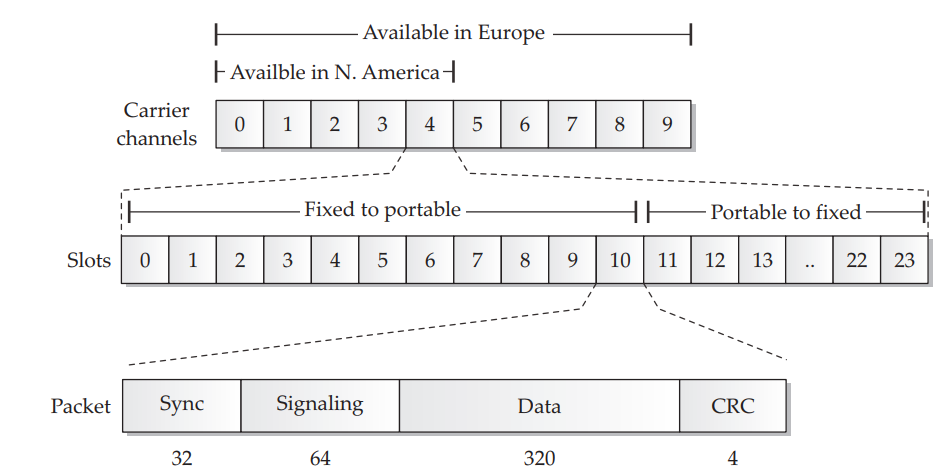 Available in Europe
Availble in N. America
Carrier
channels
0 1 2 3 4 5 6 7 8 9
Fixed to portable
Portable to fixed
Slots
0 1 2 3 4 5 6 7 8 9 10 11 12 13 .. 22 23
Packet
Sync Signaling Data CRC
32 64 320 4